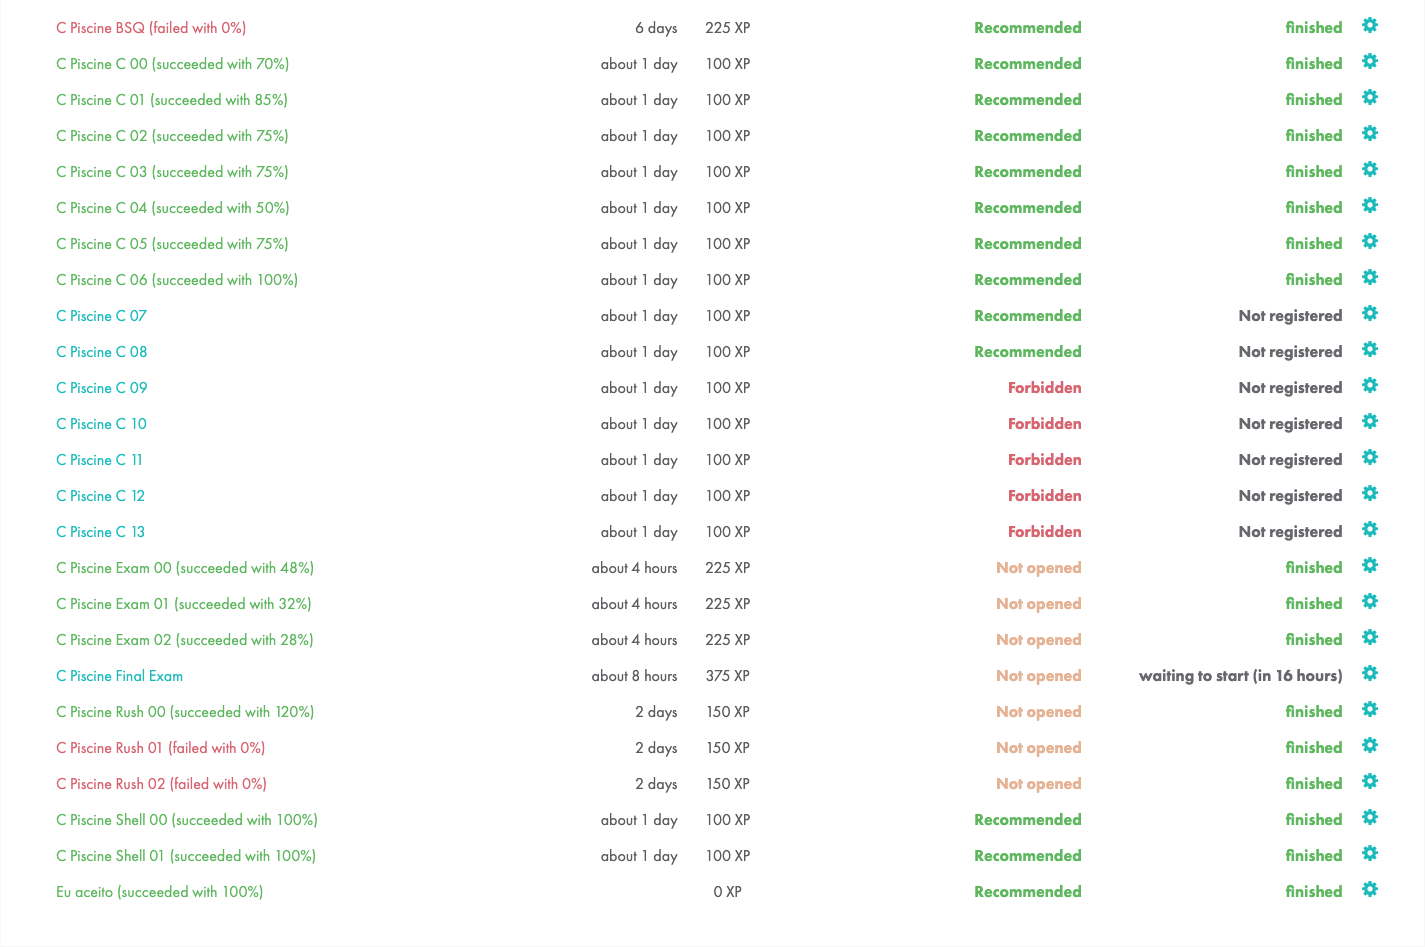 C Piscine BSQ (failed with 0%) 6 days 225 XP Recommended finished
C Piscine C 00 (succeeded with 70%) about 1 day 100 XP Recommended finished
C Piscine C 01 (succeeded with 85%) about 1 day 100 XP Recommended finished
C Piscine C 02 (succeeded with 75%) about 1 day 100 XP Recommended finished
C Piscine C 03 (succeeded with 75%) about 1 day 100 XP Recommended finished
C Piscine C 04 (succeeded with 50%) about 1 day 100 XP Recommended finished
C Piscine C 05 (succeeded with 75%) about 1 day 100 XP Recommended finished
C Piscine C 06 (succeeded with 100%) about 1 day 100 XP Recommended finished
C Piscine C 07 about 1 day 100 XP Recommended Not registered
C Piscine C 08 about 1 day 100 XP Recommended Not registered
C Piscine C 09 about 1 day 100 XP Forbidden Not registered
C Piscine C 10 about 1 day 100 XP Forbidden Not registered
C Piscine C 11 about 1 day 100 XP Forbidden Not registered
C Piscine C 12 about 1 day 100 XP Forbidden Not registered
C Piscine C 13 about 1 day 100 XP Forbidden Not registered
C Piscine Exam 00 (succeeded with 48%) about 4 hours 225 XP Not opened finished
C Piscine Exam 01 (succeeded with 32%) about 4 hours 225 XP Not opened finished
C Piscine Exam 02 (succeeded with 28%) about 4 hours 225 XP Not opened finished
C Piscine Final Exam about 8 hours 375 XP Not opened waiting to start (in 16 hours)
C Piscine Rush 00 (succeeded with 120%) 2 days 150 XP Not opened finished
C Piscine Rush 01 (failed with 0%) 2 days 150 XP Not opened finished
C Piscine Rush 02 (failed with 0%) 2 days 150 XP Not opened finished
C Piscine Shell 00 (succeeded with 100%) about 1 day 100 XP Recommended finished
C Piscine Shell 01 (succeeded with 100%) about 1 day 100 XP Recommended finished
Eu aceito (succeeded with 100%) 0 XP Recommended finished